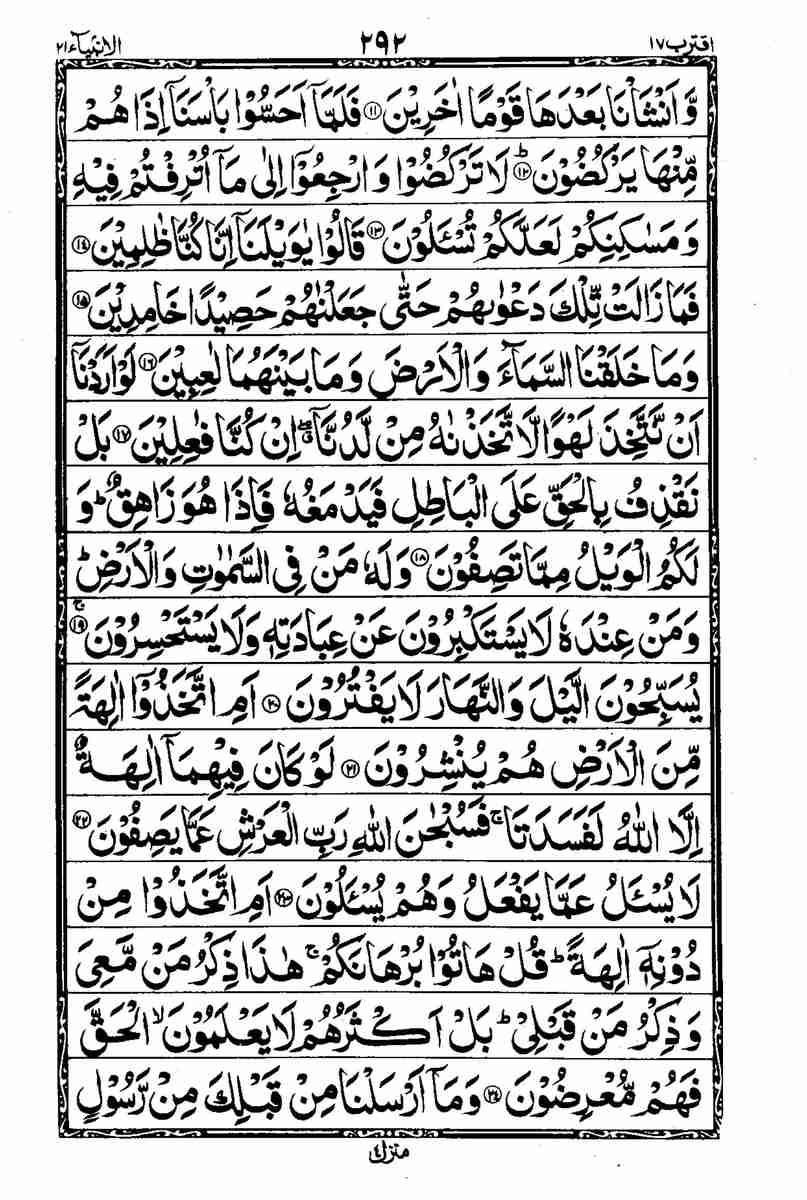 اقترب ١٧
٢٩٢
الانبیآء ٢١
وَّ اَنْشَاْنَا بَعْدَهَا قَوْمًا اٰخَرِیْنَ ﴿١١﴾ فَلَمَّاۤ اَحَسُّوْا بَاْسَنَاۤ اِذَا هُمْ
مِّنْهَا یَرْكُضُوْنَ ؕ﴿١٢﴾ لَا تَرْكُضُوْا وَ ارْجِعُوْۤا اِلٰی مَاۤ اُتْرِفْتُمْ فِیْهِ
وَ مَسٰكِنِكُمْ لَعَلَّكُمْ تُسْـَٔلُوْنَ ﴿١٣﴾ قَالُوْا یٰوَیْلَنَاۤ اِنَّا كُنَّا ظٰلِمِیْنَ ﴿١٤﴾
فَمَا زَالَتْ تِّلْكَ دَعْوٰىهُمْ حَتّٰی جَعَلْنٰهُمْ حَصِیْدًا خَامِدِیْنَ ﴿١٥﴾
وَ مَا خَلَقْنَا السَّمَآءَ وَ الْاَرْضَ وَ مَا بَیْنَهُمَا لٰعِبِیْنَ ﴿١٦﴾ لَوْ اَرَدْنَاۤ
اَنْ نَّتَّخِذَ لَهْوًا لَّا تَّخَذْنٰهُ مِنْ لَّدُنَّاۤ ۖۗ اِنْ كُنَّا فٰعِلِیْنَ ﴿١٧﴾ بَلْ
نَقْذِفُ بِالْحَقِّ عَلَی الْبَاطِلِ فَیَدْمَغُهٗ فَاِذَا هُوَ زَاهِقٌ ؕ وَ
لَكُمُ الْوَیْلُ مِمَّا تَصِفُوْنَ ﴿١٨﴾ وَ لَهٗ مَنْ فِی السَّمٰوٰتِ وَ الْاَرْضِ ؕ
وَ مَنْ عِنْدَهٗ لَا یَسْتَكْبِرُوْنَ عَنْ عِبَادَتِهٖ وَ لَا یَسْتَحْسِرُوْنَ ۚ﴿١٩﴾
یُسَبِّحُوْنَ الَّیْلَ وَ النَّهَارَ لَا یَفْتُرُوْنَ ﴿٢٠﴾ اَمِ اتَّخَذُوْۤا اٰلِهَةً
مِّنَ الْاَرْضِ هُمْ یُنْشِرُوْنَ ﴿٢١﴾ لَوْ كَانَ فِیْهِمَاۤ اٰلِهَةٌ
اِلَّا اللّٰهُ لَفَسَدَتَا ۚ فَسُبْحٰنَ اللّٰهِ رَبِّ الْعَرْشِ عَمَّا یَصِفُوْنَ ﴿٢٢﴾
لَا یُسْـَٔلُ عَمَّا یَفْعَلُ وَ هُمْ یُسْـَٔلُوْنَ ﴿٢٣﴾ اَمِ اتَّخَذُوْا مِنْ
دُوْنِهٖۤ اٰلِهَةً ؕ قُلْ هَاتُوْا بُرْهَانَكُمْ ۚ هٰذَا ذِكْرُ مَنْ مَّعِیَ
وَ ذِكْرُ مَنْ قَبْلِیْ ؕ بَلْ اَكْثَرُهُمْ لَا یَعْلَمُوْنَ ۙ الْحَقَّ
فَهُمْ مُّعْرِضُوْنَ ﴿٢٤﴾ وَ مَاۤ اَرْسَلْنَا مِنْ قَبْلِكَ مِنْ رَّسُوْلٍ
منزل ٤